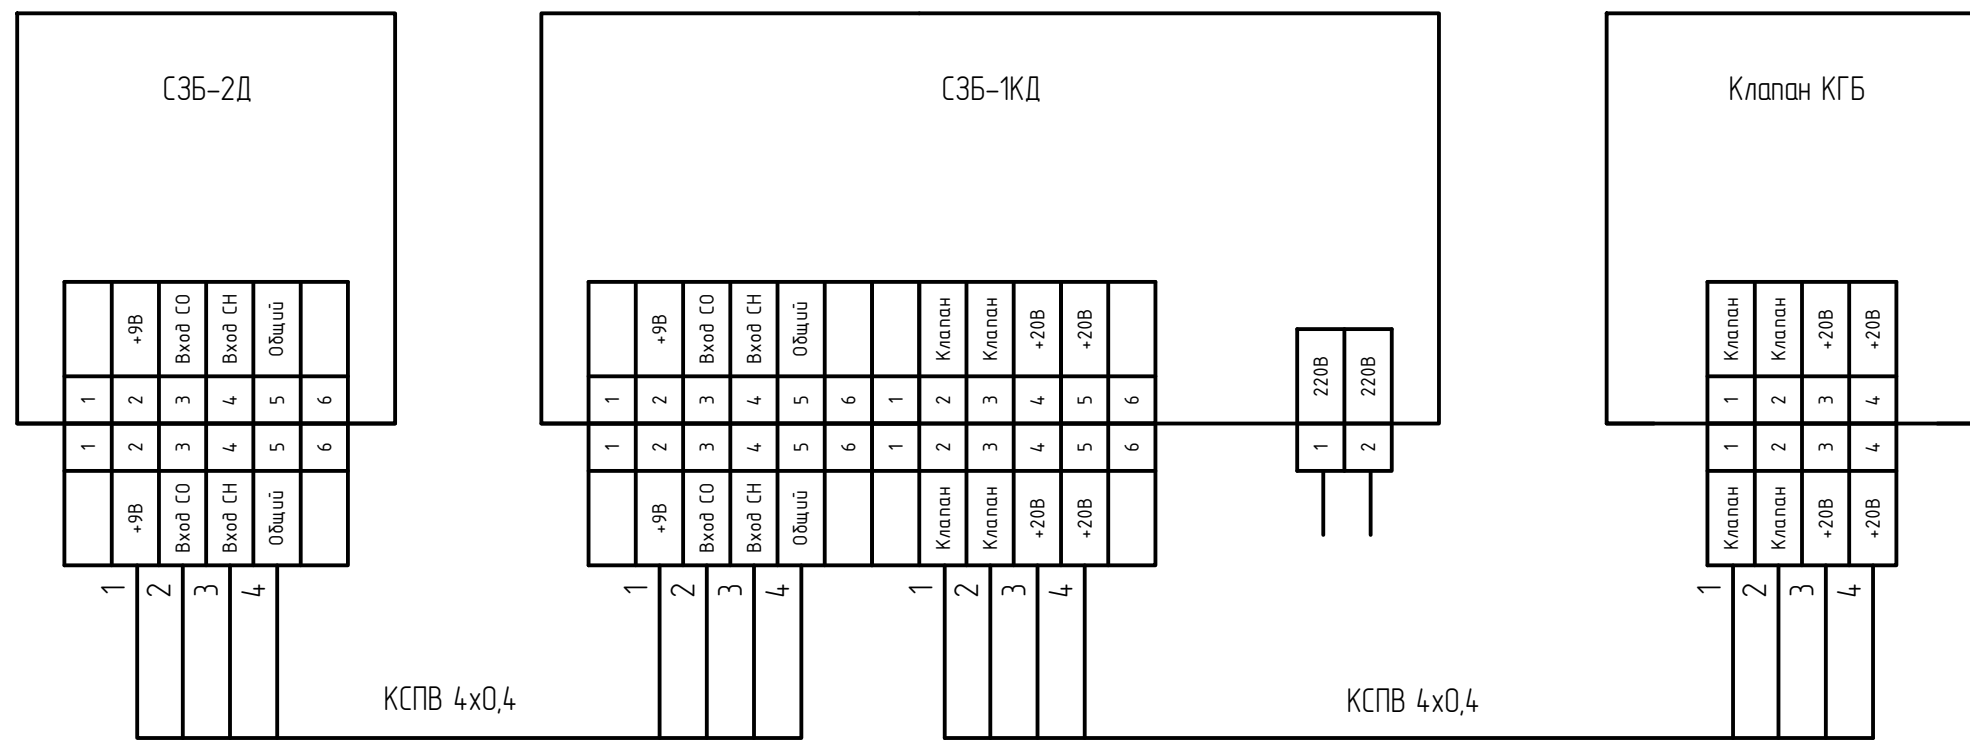 СЗБ-2Д
СЗБ-1КД
Клапан КГБ
+9В
Вход СО
Вход СН
Общий
1
2
3
4
5
6
1
2
3
4
5
6
+9В
Вход СО
Вход СН
Общий
1
2
3
4
+9В
Вход СО
Вход СН
Общий
Клапан
Клапан
+20В
+20В
1
2
3
4
5
6
1
2
3
4
5
6
1
2
3
4
5
6
1
2
3
4
5
6
+9В
Вход СО
Вход СН
Общий
Клапан
Клапан
+20В
+20В
1
2
3
4
1
2
3
4
220В
220В
1
2
Клапан
Клапан
+20В
+20В
1
2
3
4
1
2
3
4
Клапан
Клапан
+20В
+20В
1
2
3
4
КСПВ 4х0,4
КСПВ 4х0,4